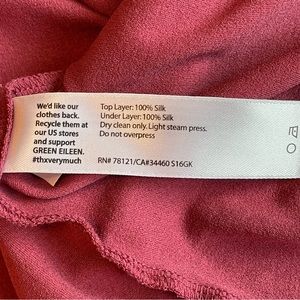 We'd like our
clothes back.
Recycle them at
our US stores
and support
GREEN EILEEN.
#thxverymuch
Top Layer: 100% Silk
Under Layer: 100% Silk
Dry clean only. Light steam press.
Do not overpress
RN# 78121/CA#34460 S16GK